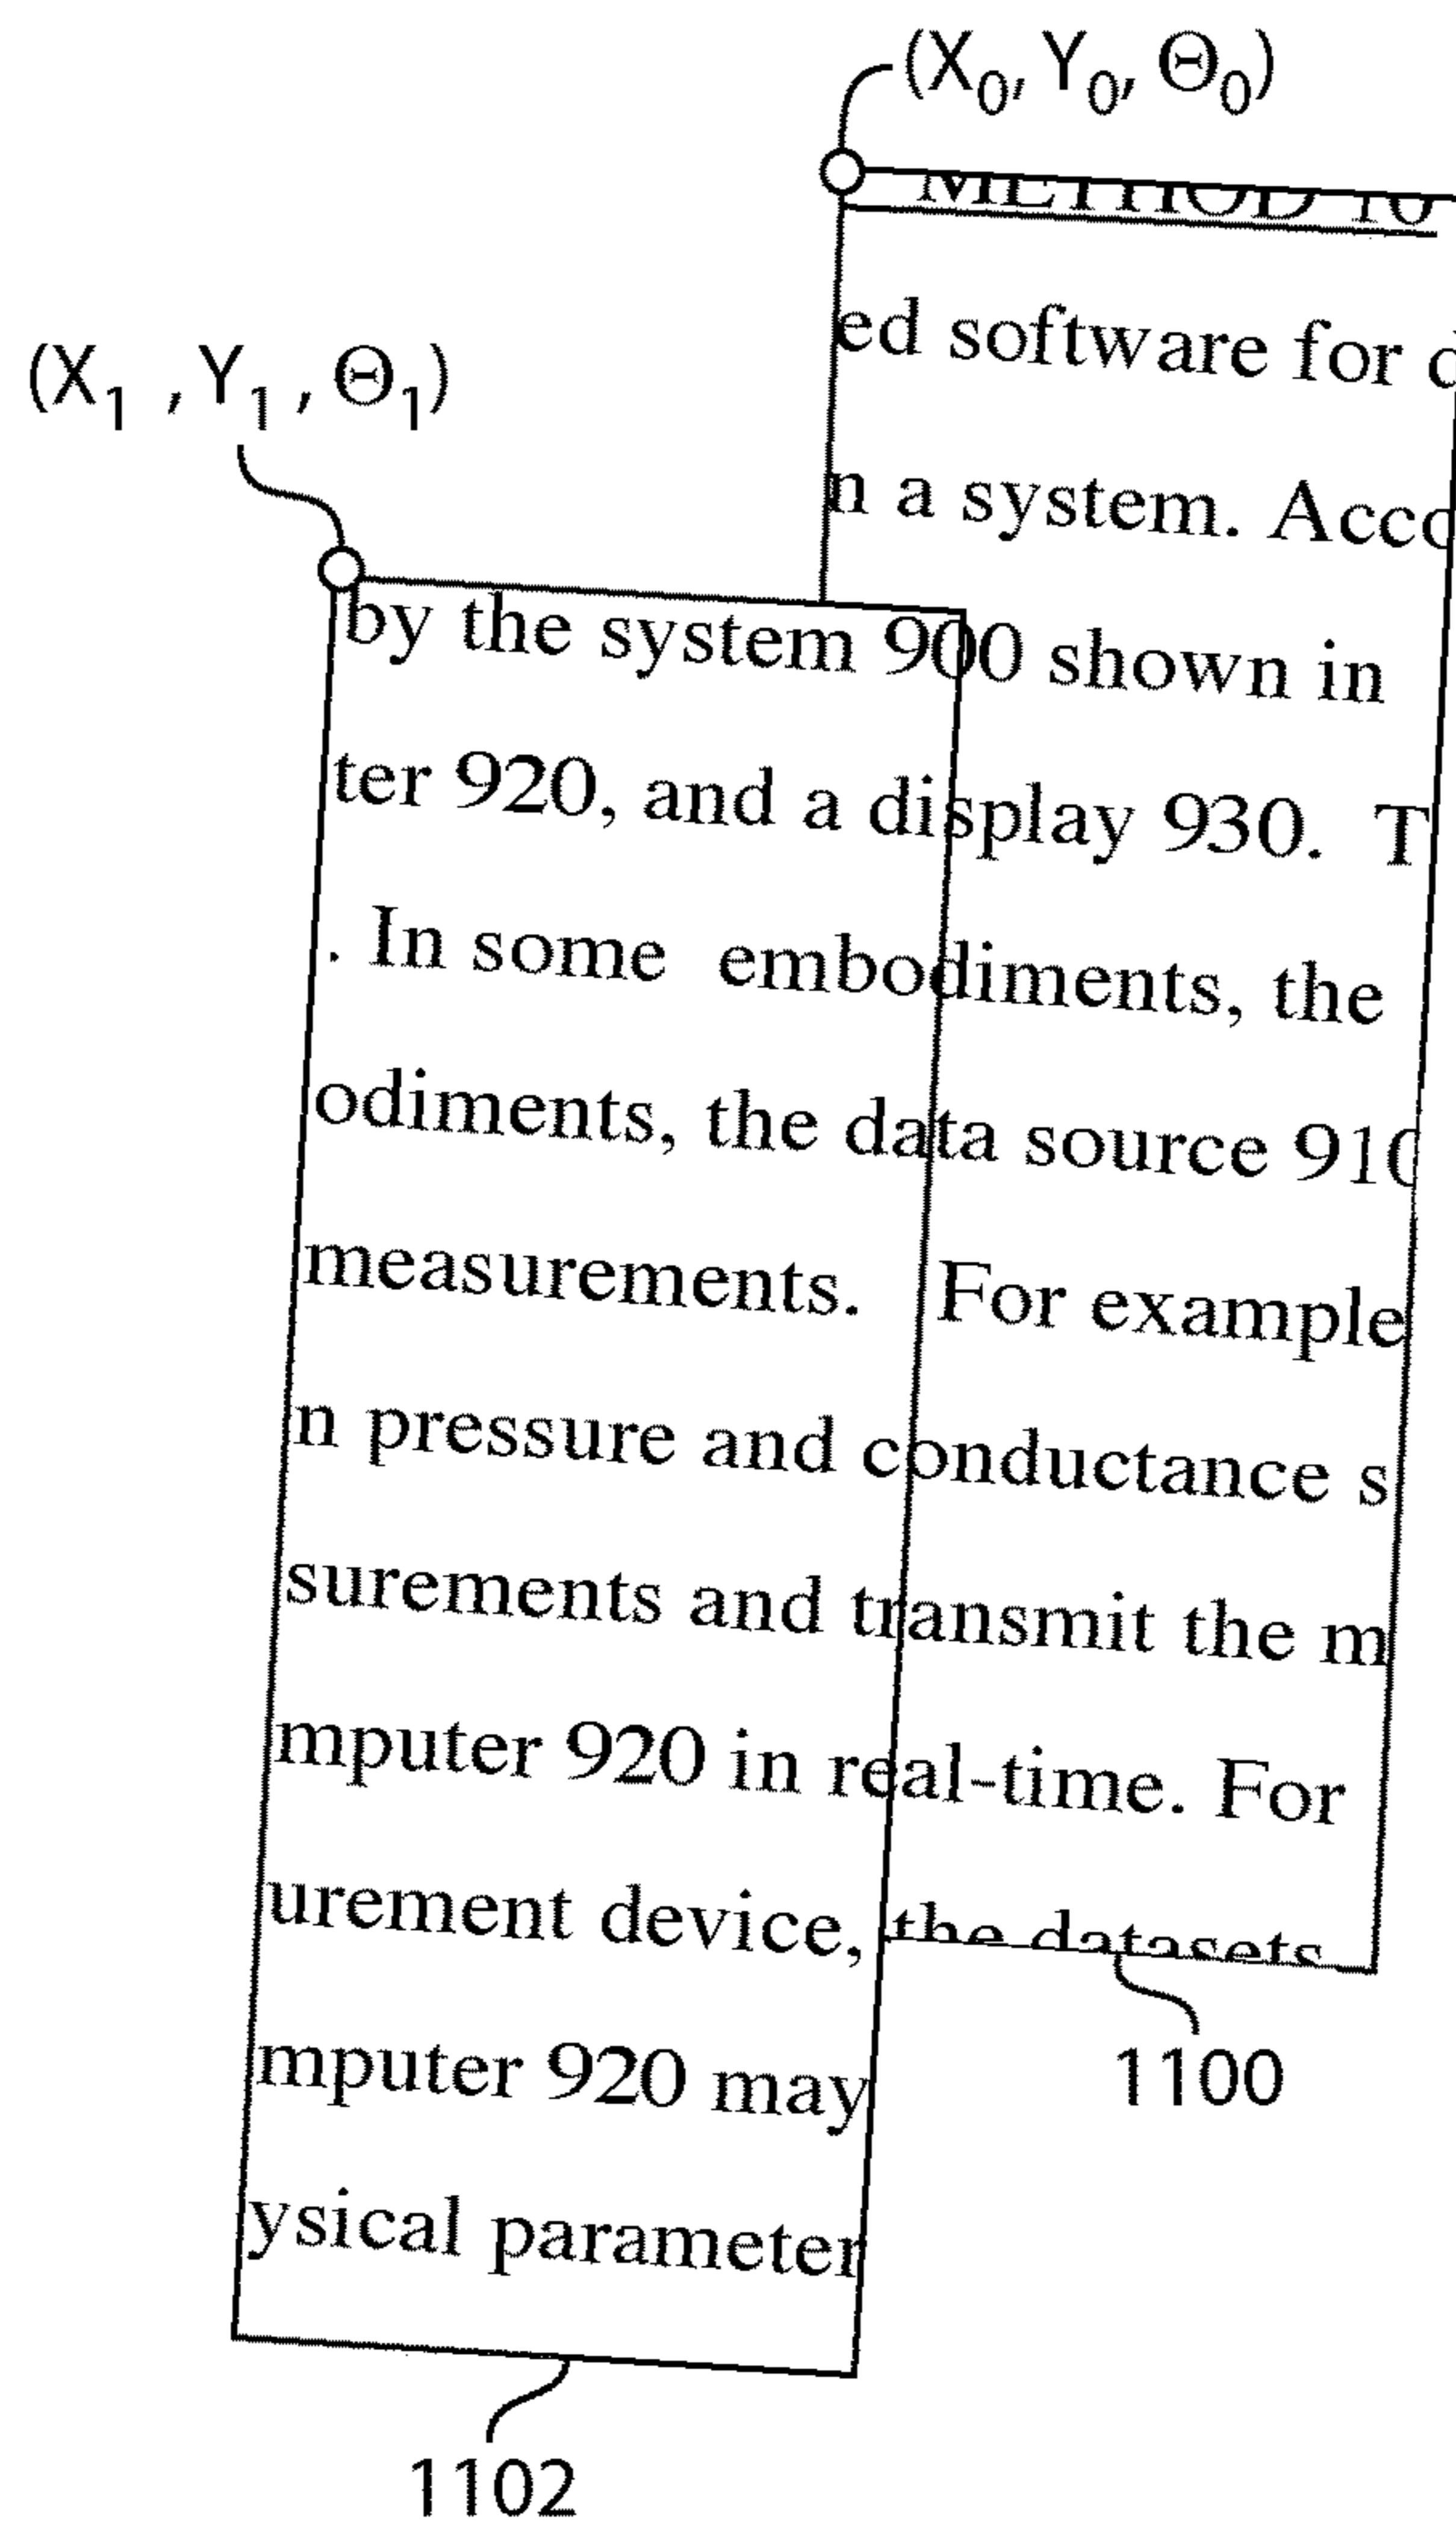 (X₀, Y₀, Θ₀)
METHOD fo
ed software for
(X₁ , Y₁ , Θ₁)
n a system. Acco
by the system 900 shown in
ter 920, and a display 930. T
. In some embodiments, the
odiments, the data source 910
measurements. For example
n pressure and conductance s
surements and transmit the m
mputer 920 in real-time. For
urement device, the datasets
mputer 920 may
1100
ysical parameter
1102